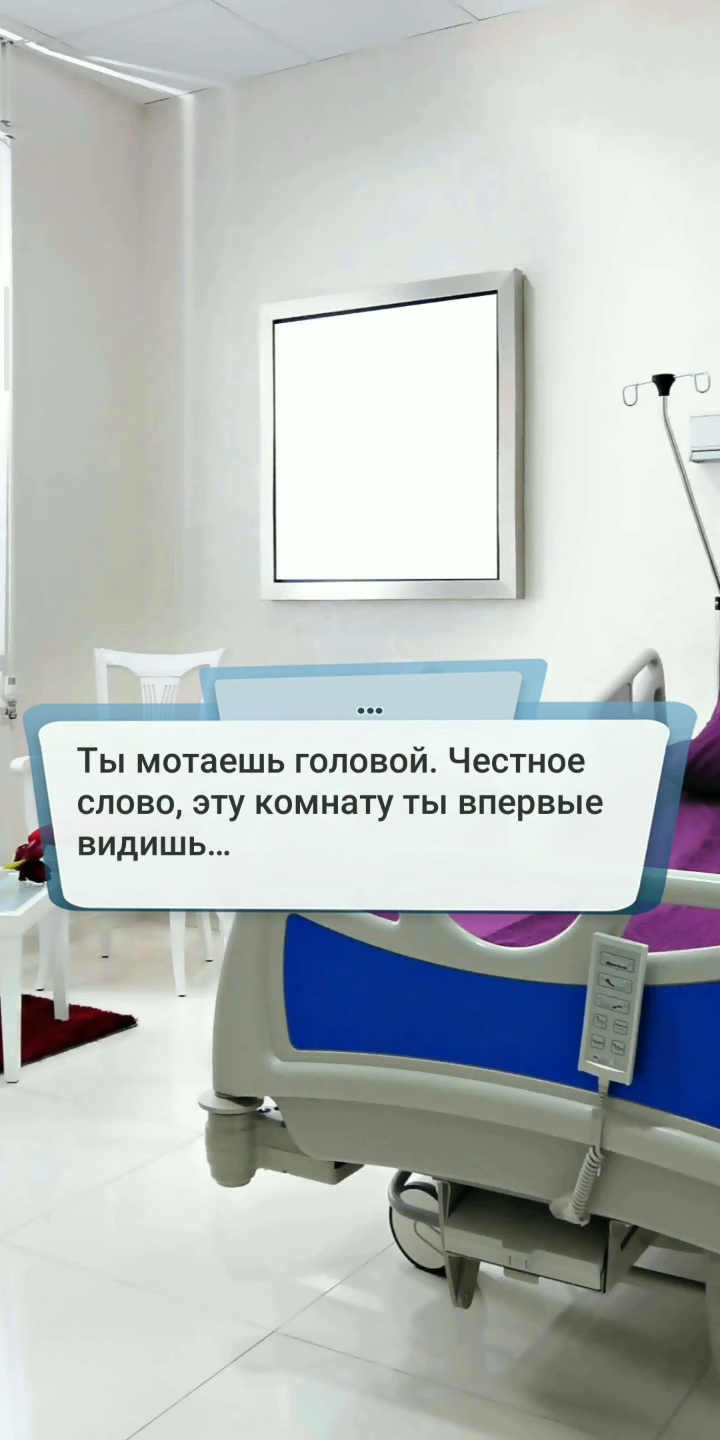 •••
Ты мотаешь головой. Честное
слово, эту комнату ты впервые
видишь...